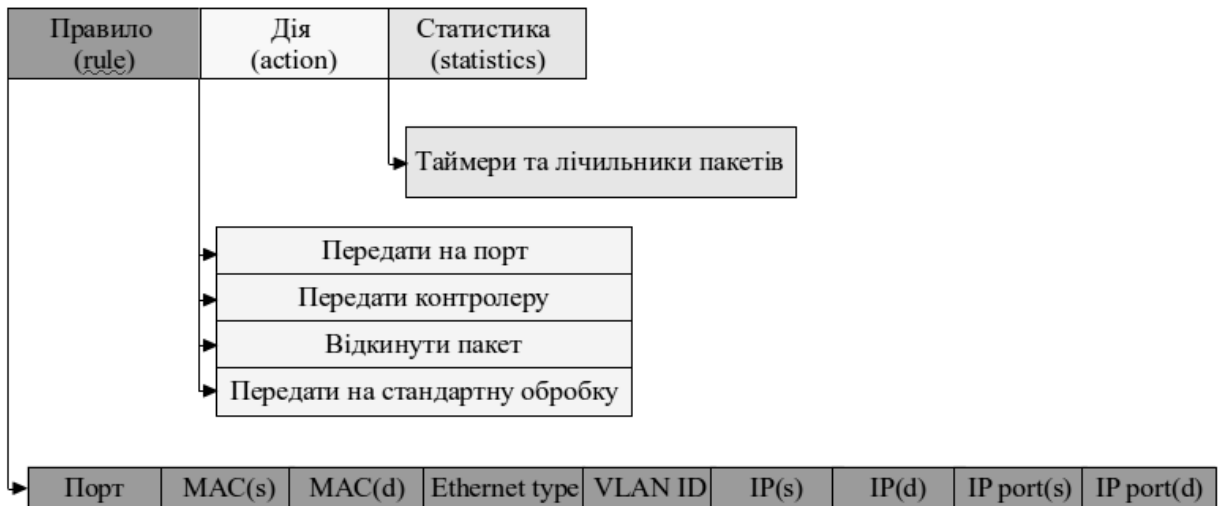 Правило Дія Статистика
(rule) (action) (statistics)
Таймери та лічильники пакетів
Передати на порт
Передати контролеру
Відкинути пакет
Передати на стандартну обробку
Порт MAC(s) MAC(d) Ethernet type VLAN ID IP(s) IP(d) IP port(s) IP port(d)